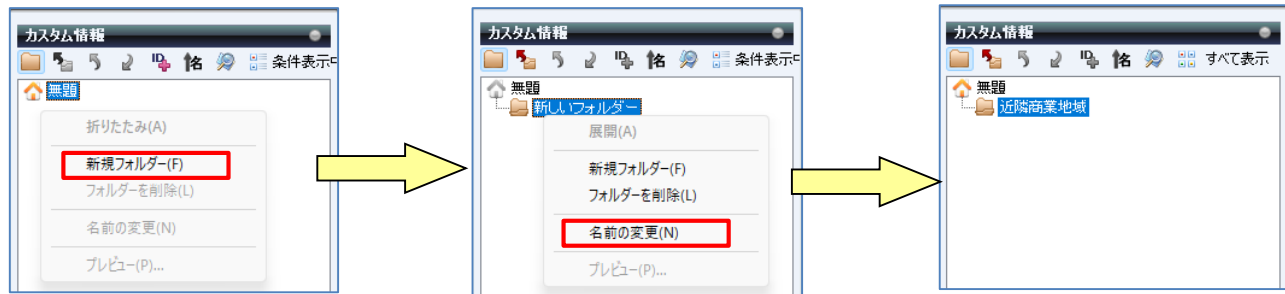 カスタム情報
条件表示中
無題
折りたたみ(A)
新規フォルダー(F)
フォルダーを削除(L)
名前の変更(N)
プレビュー(P)...
カスタム情報
条件表示中
無題
新しいフォルダー
展開(A)
新規フォルダー(F)
フォルダーを削除(L)
名前の変更(N)
プレビュー(P)...
カスタム情報
すべて表示
無題
近隣商業地域